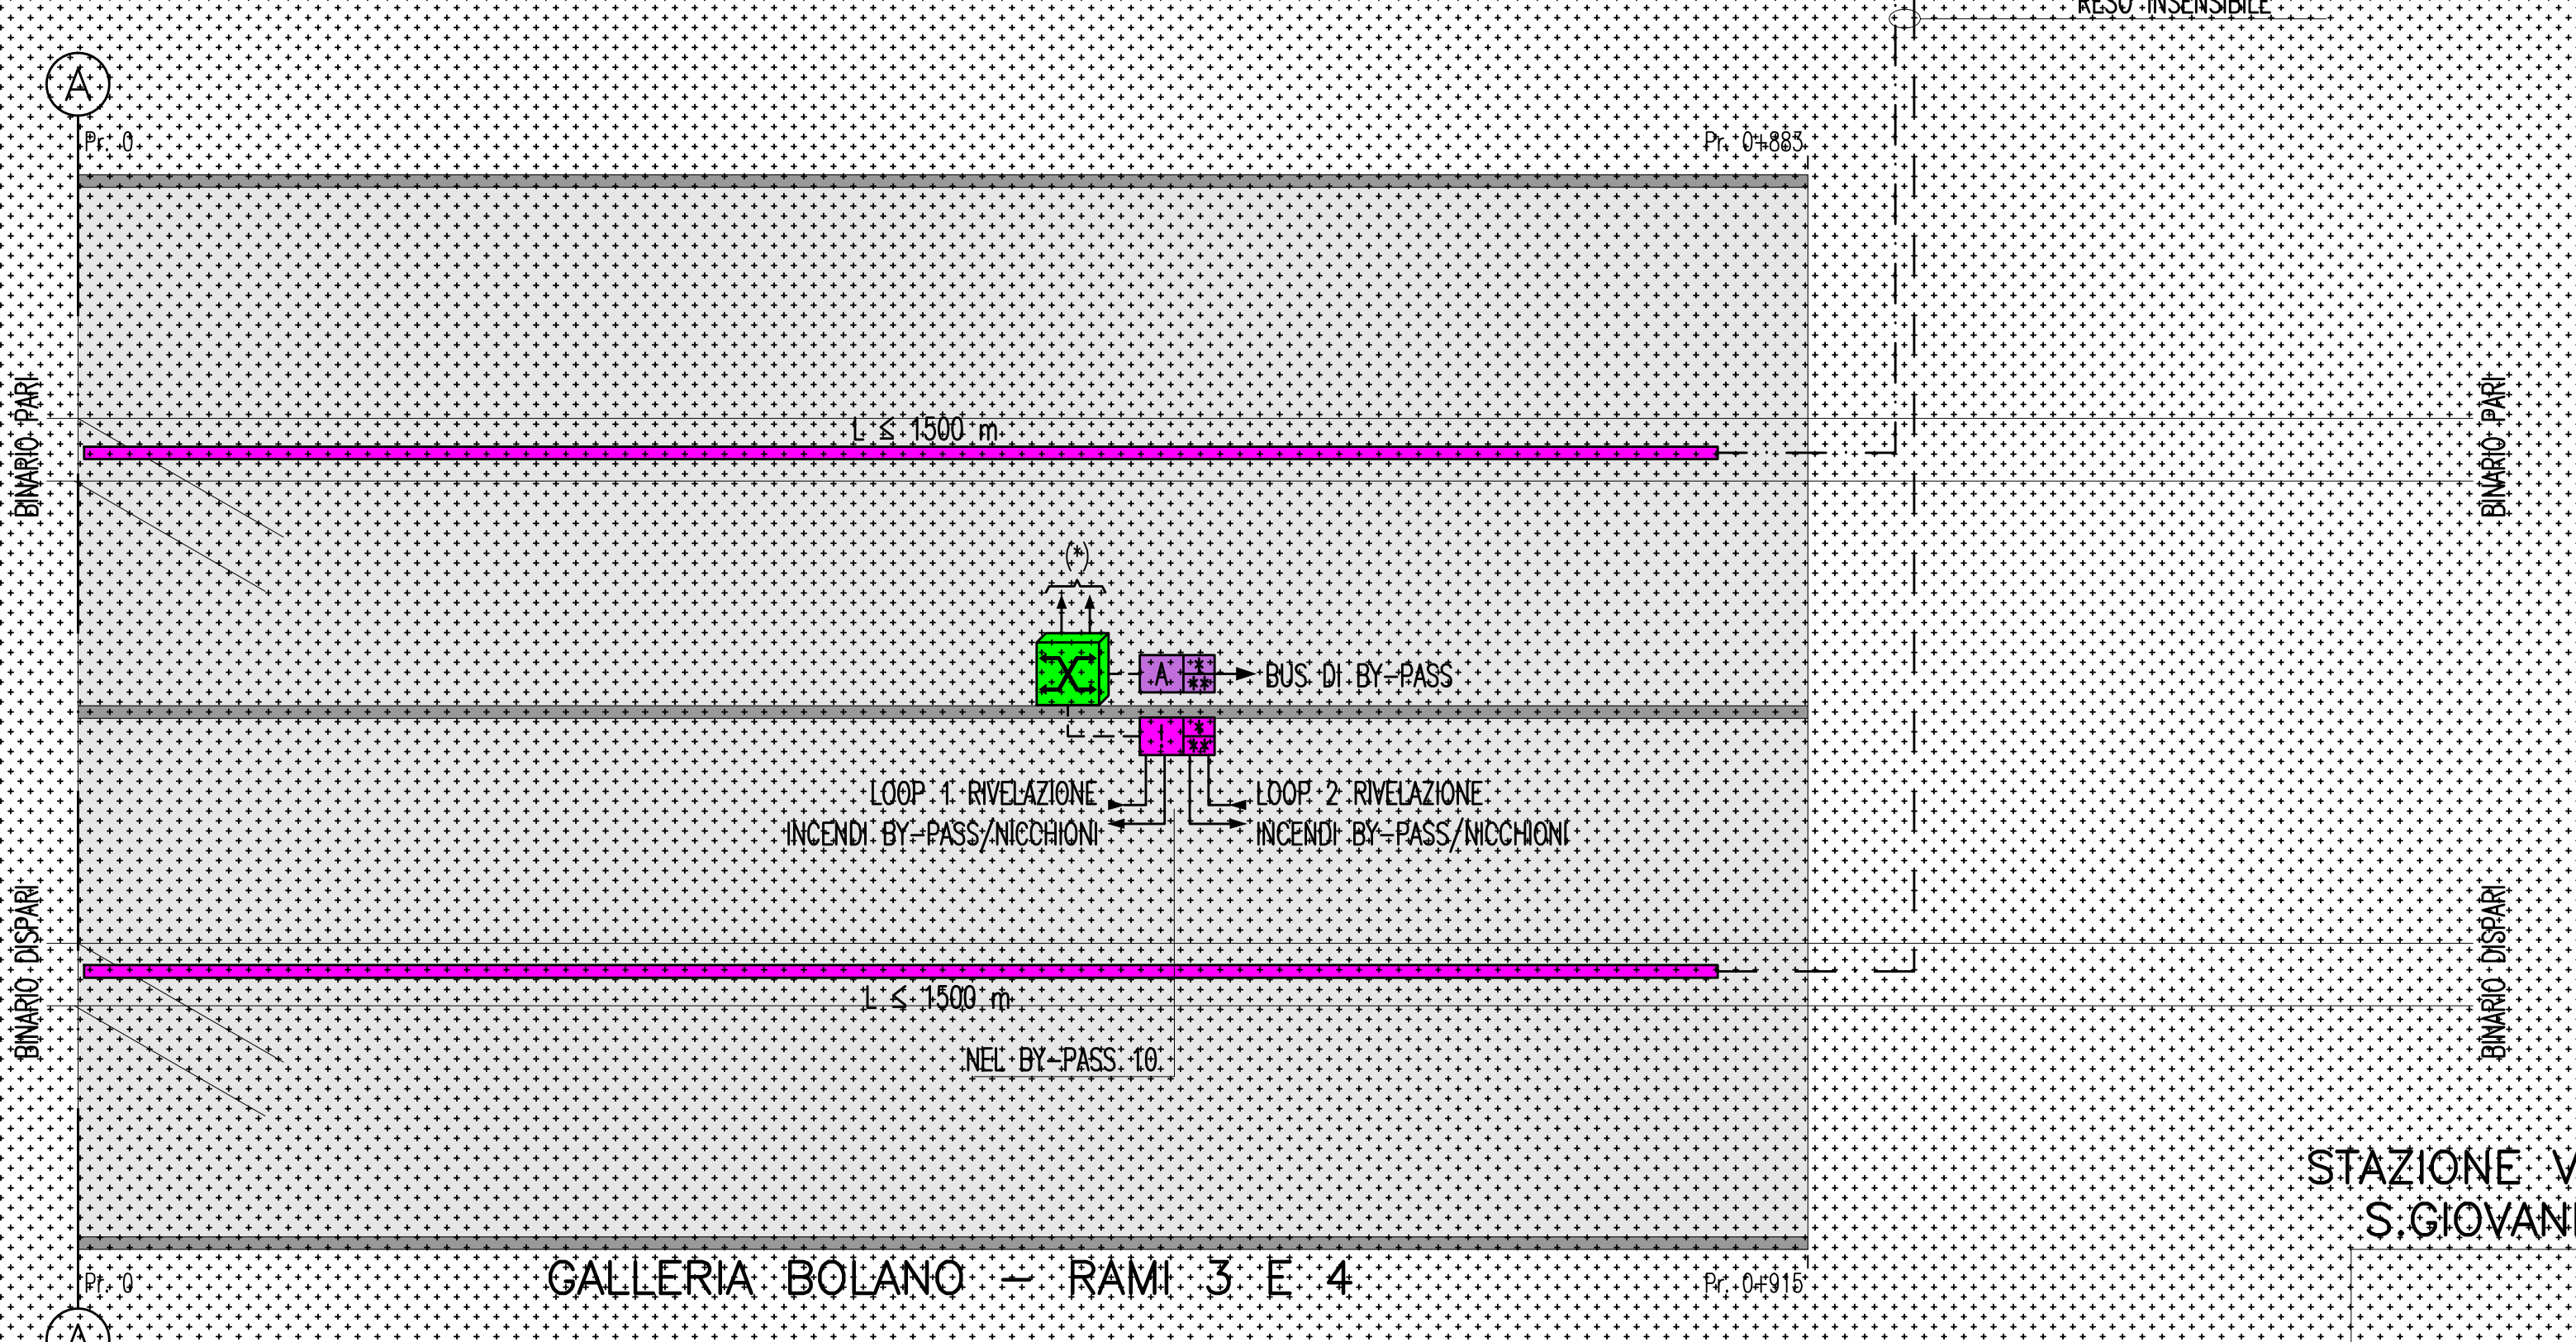 RESO INSENSIBILE
A
Pr. 0
Pr. 0+883
BINARIO PARI
BINARIO PARI
L ≤ 1500 m
(*)
A
*
**
BUS DI BY-PASS
!
*
**
LOOP 1 RIVELAZIONE
INCENDI BY-PASS/NICCHIONI
LOOP 2 RIVELAZIONE
INCENDI BY-PASS/NICCHIONI
BINARIO DISPARI
BINARIO DISPARI
L ≤ 1500 m
NEL BY-PASS 10
STAZIONE V
S.GIOVAN
Pr. 0
GALLERIA BOLANO - RAMI 3 E 4
Pr. 0+915
A